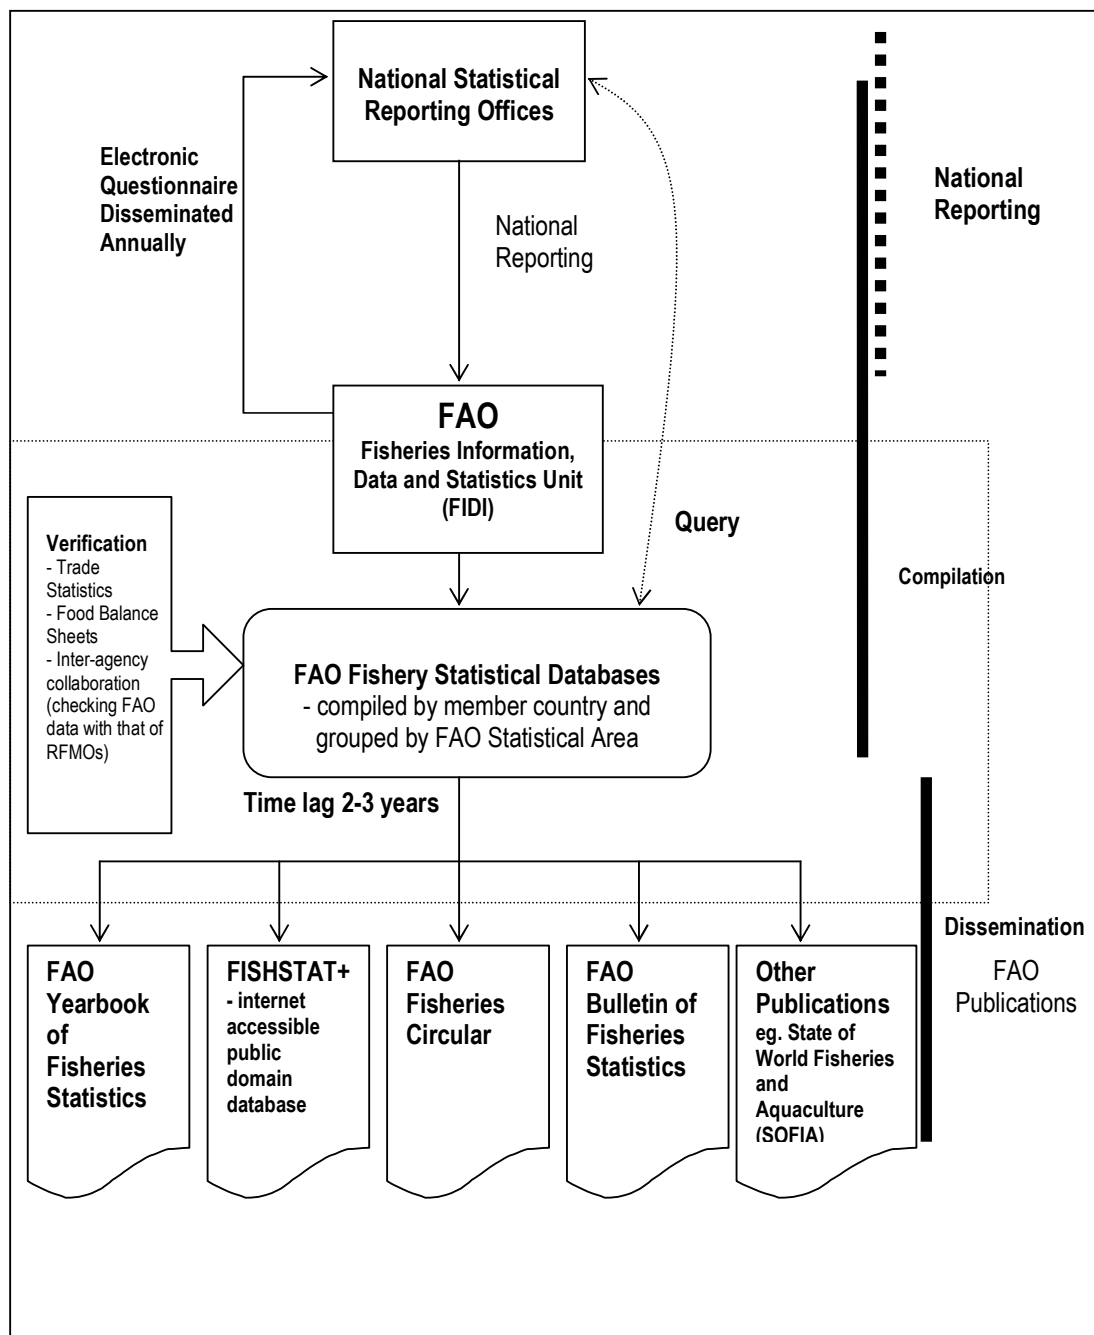 National Statistical
Reporting Offices
Electronic
Questionnaire
Disseminated
Annually
National
Reporting
National
Reporting
FAO
Fisheries Information,
Data and Statistics Unit
(FIDI)
Query
Compilation
Verification
- Trade
Statistics
- Food Balance
Sheets
- Inter-agency
collaboration
(checking FAO
data with that of
RFMOs)
FAO Fishery Statistical Databases
- compiled by member country and
grouped by FAO Statistical Area
Time lag 2-3 years
FAO
Yearbook
of
Fisheries
Statistics
FISHSTAT+
- internet
accessible
public
domain
database
FAO
Fisheries
Circular
FAO
Bulletin of
Fisheries
Statistics
Other
Publications
eg. State of
World Fisheries
and
Aquaculture
(SOFIA)
Dissemination
FAO
Publications